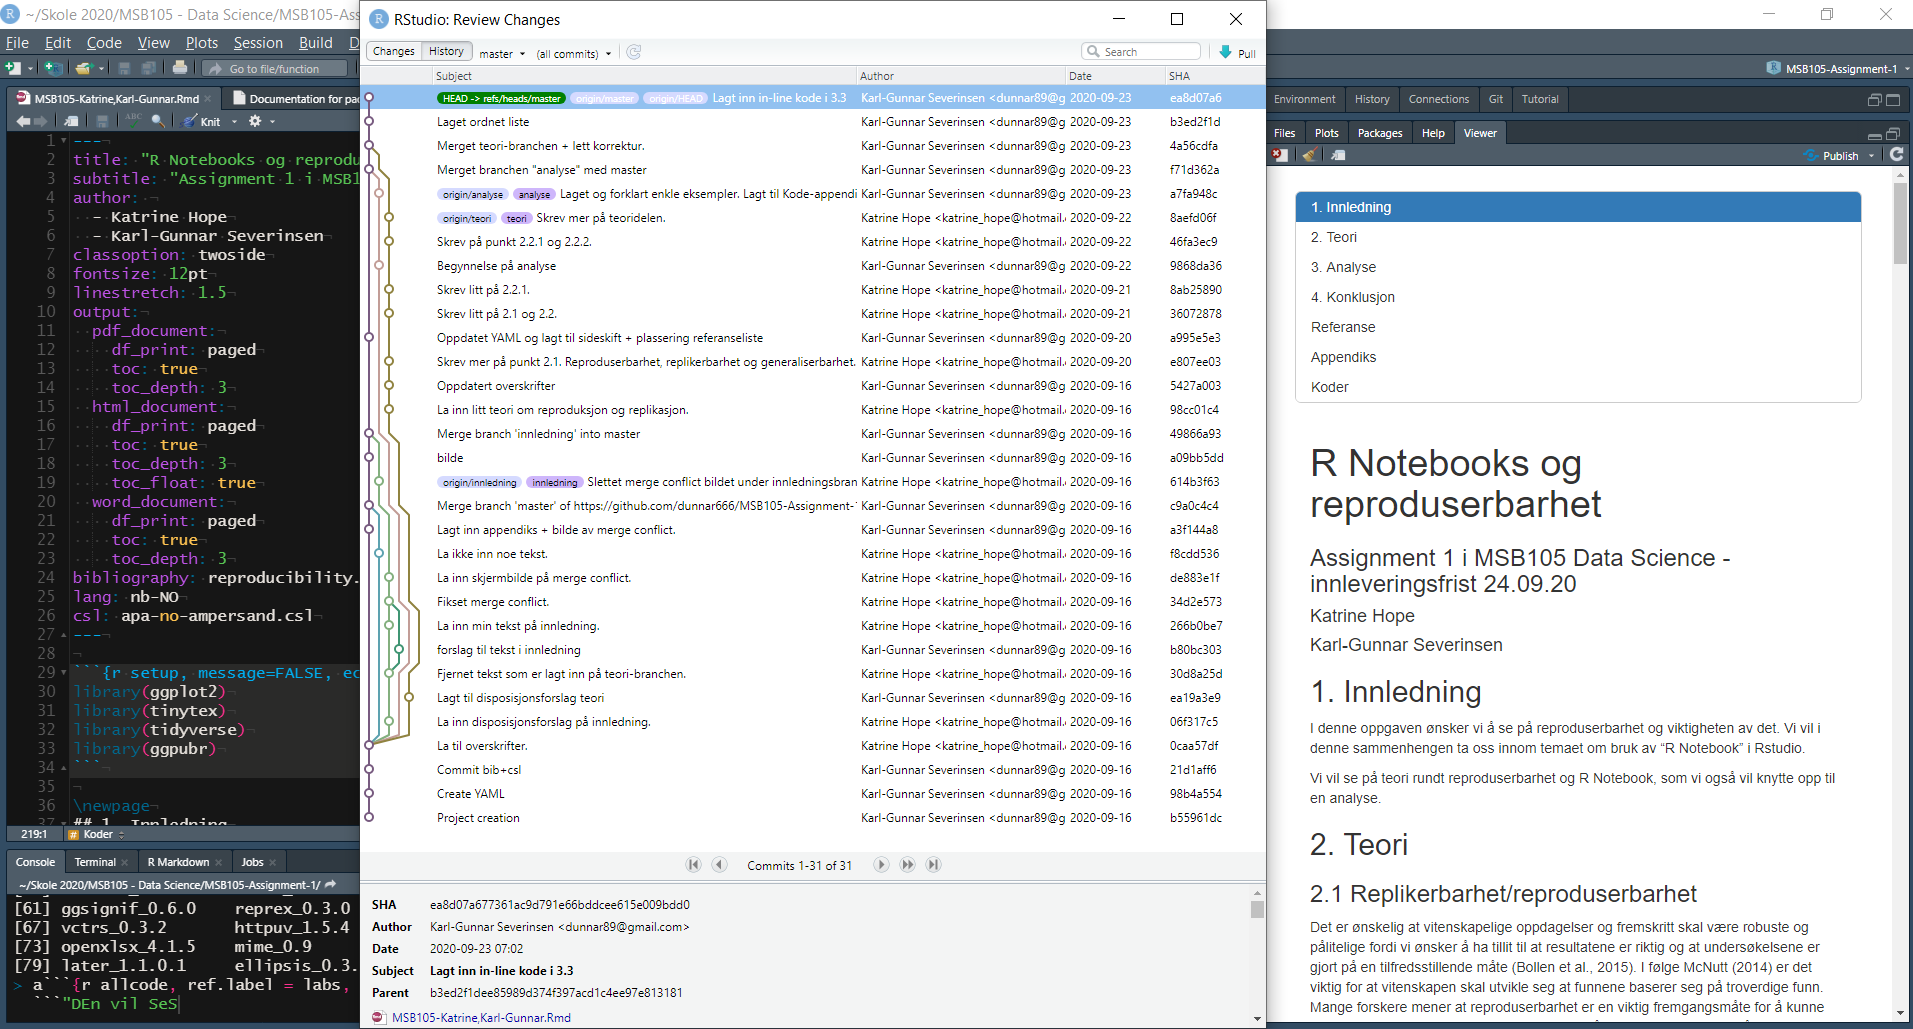 ~/Skole 2020/MSB105 - Data Science/MSB105-Ass
File Edit Code View Plots Session Build D
Go to file/function
MSB105-Katrine,Karl-Gunnar.Rmd
Documentation for pac
Knit
1 ---
2 title: "R Notebooks og reprodu
3 subtitle: "Assignment 1 i MSB1
4 author:
5 - Katrine Hope
6 - Karl-Gunnar Severinsen
7 classoption: twoside
8 fontsize: 12pt
9 linestretch: 1.5
10 output:
11 pdf_document:
12 df_print: paged
13 toc: true
14 toc_depth: 3
15 html_document:
16 df_print: paged
17 toc: true
18 toc_depth: 3
19 toc_float: true
20 word_document:
21 df_print: paged
22 toc: true
23 toc_depth: 3
24 bibliography: reproducibility.
25 lang: nb-NO
26 csl: apa-no-ampersand.csl
27 ---
28
29 ```{r setup, message=FALSE, ec
30 library(ggplot2)
31 library(tinytex)
32 library(tidyverse)
33 library(ggpubr)
34 ```
35
36 \newpage
37 ## 1. Innledning
219:1 # Koder
Console Terminal R Markdown Jobs
~/Skole 2020/MSB105 - Data Science/MSB105-Assignment-1/
[61] ggsignif_0.6.0 reprex_0.3.0
[67] vctrs_0.3.2 httpuv_1.5.4
[73] openxlsx_4.1.5 mime_0.9
[79] later_1.1.0.1 ellipsis_0.3.
> a```{r allcode, ref.label = labs,
```"DEn vil SeS
RStudio: Review Changes
Changes History master (all commits) Search Pull
Subject Author Date SHA
HEAD -> refs/heads/master origin/master origin/HEAD Lagt inn in-line kode i 3.3 Karl-Gunnar Severinsen <dunnar89@g 2020-09-23 ea8d07a6
Laget ordnet liste Karl-Gunnar Severinsen <dunnar89@g 2020-09-23 b3ed2f1d
Merget teori-branchen + lett korrektur. Karl-Gunnar Severinsen <dunnar89@g 2020-09-23 4a56cdfa
Merget branchen "analyse" med master Karl-Gunnar Severinsen <dunnar89@g 2020-09-23 f71d362a
origin/analyse analyse Laget og forklart enkle eksempler. Lagt til Kode-appendi Karl-Gunnar Severinsen <dunnar89@g 2020-09-23 a7fa948c
origin/teori teori Skrev mer på teoridelen. Katrine Hope <katrine_hope@hotmail. 2020-09-22 8aefd06f
Skrev på punkt 2.2.1 og 2.2.2. Katrine Hope <katrine_hope@hotmail. 2020-09-22 46fa3ec9
Begynnelse på analyse Karl-Gunnar Severinsen <dunnar89@g 2020-09-22 9868da36
Skrev litt på 2.2.1. Katrine Hope <katrine_hope@hotmail. 2020-09-21 8ab25890
Skrev litt på 2.1 og 2.2. Katrine Hope <katrine_hope@hotmail. 2020-09-21 36072878
Oppdatet YAML og lagt til sideskift + plassering referanseliste Karl-Gunnar Severinsen <dunnar89@g 2020-09-20 a995e5e3
Skrev mer på punkt 2.1. Reproduserbarhet, replikerbarhet og generaliserbarhet. Katrine Hope <katrine_hope@hotmail. 2020-09-20 e807ee03
Oppdatert overskrifter Karl-Gunnar Severinsen <dunnar89@g 2020-09-16 5427a003
La inn litt teori om reproduksjon og replikasjon. Katrine Hope <katrine_hope@hotmail. 2020-09-16 98cc01c4
Merge branch 'innledning' into master Karl-Gunnar Severinsen <dunnar89@g 2020-09-16 49866a93
bilde Karl-Gunnar Severinsen <dunnar89@g 2020-09-16 a09bb5dd
origin/innledning innledning Slettet merge conflict bildet under innledningsbran Karl-Gunnar Severinsen <dunnar89@g 2020-09-16 614b3f63
Merge branch 'master' of https://github.com/dunnar666/MSB105-Assignment- Karl-Gunnar Severinsen <dunnar89@g 2020-09-16 c9a0c4c4
Lagt inn appendiks + bilde av merge conflict. Karl-Gunnar Severinsen <dunnar89@g 2020-09-16 a3f144a8
La ikke inn noe tekst. Katrine Hope <katrine_hope@hotmail. 2020-09-16 f8cdd536
La inn skjermbilde på merge conflict. Katrine Hope <katrine_hope@hotmail. 2020-09-16 de883e1f
Fikset merge conflict. Katrine Hope <katrine_hope@hotmail. 2020-09-16 34d2e573
La inn min tekst på innledning. Katrine Hope <katrine_hope@hotmail. 2020-09-16 266b0be7
forslag til tekst i innledning Karl-Gunnar Severinsen <dunnar89@g 2020-09-16 b80bc303
Fjernet tekst som er lagt inn på teori-branchen. Katrine Hope <katrine_hope@hotmail. 2020-09-16 30d8a25d
Lagt til disposisjonsforslag teori Karl-Gunnar Severinsen <dunnar89@g 2020-09-16 ea19a3e9
La inn disposisjonsforslag på innledning. Katrine Hope <katrine_hope@hotmail. 2020-09-16 06f317c5
La til overskrifter. Karl-Gunnar Severinsen <dunnar89@g 2020-09-16 0caa57df
Commit bib+csl Karl-Gunnar Severinsen <dunnar89@g 2020-09-16 21d1aff6
Create YAML Karl-Gunnar Severinsen <dunnar89@g 2020-09-16 98b4a554
Project creation Karl-Gunnar Severinsen <dunnar89@g 2020-09-16 b55961dc
Commits 1-31 of 31
SHA ea8d07a677361ac9d791e66bddcee615e009bdd0
Author Karl-Gunnar Severinsen <dunnar89@gmail.com>
Date 2020-09-23 07:02
Subject Lagt inn in-line kode i 3.3
Parent b3ed2f1dee85989d374f397acd1c4ee97e813181
MSB105-Katrine,Karl-Gunnar.Rmd
MSB105-Assignment-1
Environment History Connections Git Tutorial
Files Plots Packages Help Viewer
Publish
1. Innledning
2. Teori
3. Analyse
4. Konklusjon
Referanse
Appendiks
Koder
R Notebooks og
reproduserbarhet
Assignment 1 i MSB105 Data Science -
innleveringsfrist 24.09.20
Katrine Hope
Karl-Gunnar Severinsen
1. Innledning
I denne oppgaven ønsker vi å se på reproduserbarhet og viktigheten av det. Vi vil i
denne sammenhengen ta oss innom temaet om bruk av “R Notebook” i Rstudio.
Vi vil se på teori rundt reproduserbarhet og R Notebook, som vi også vil knytte opp til
en analyse.
2. Teori
2.1 Replikerbarhet/reproduserbarhet
Det er ønskelig at vitenskapelige oppdagelser og fremskritt skal være robuste og
pålitelige fordi vi ønsker å ha tillit til at resultatene er riktig og at undersøkelsene er
gjort på en tilfredsstillende måte (Bollen et al., 2015). I følge McNutt (2014) er det
viktig for at vitenskapen skal utvikle seg at funnene baserer seg på troverdige funn.
Mange forskere mener at reproduserbarhet er en viktig fremgangsmåte for å kunne